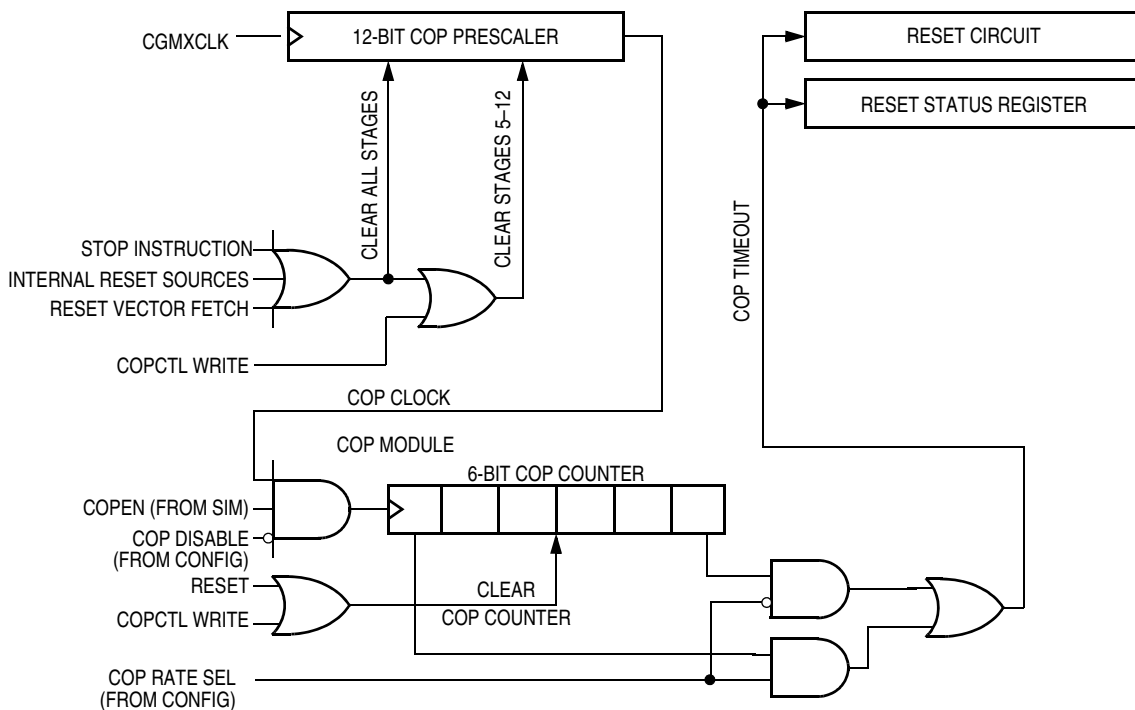 CGMXCLK
12-BIT COP PRESCALER
RESET CIRCUIT
RESET STATUS REGISTER
CLEAR ALL STAGES
CLEAR STAGES 5–12
STOP INSTRUCTION
INTERNAL RESET SOURCES
RESET VECTOR FETCH
COPCTL WRITE
COP TIMEOUT
COP CLOCK
COP MODULE
6-BIT COP COUNTER
COPEN (FROM SIM)
COP DISABLE
(FROM CONFIG)
RESET
COPCTL WRITE
CLEAR
COP COUNTER
COP RATE SEL
(FROM CONFIG)